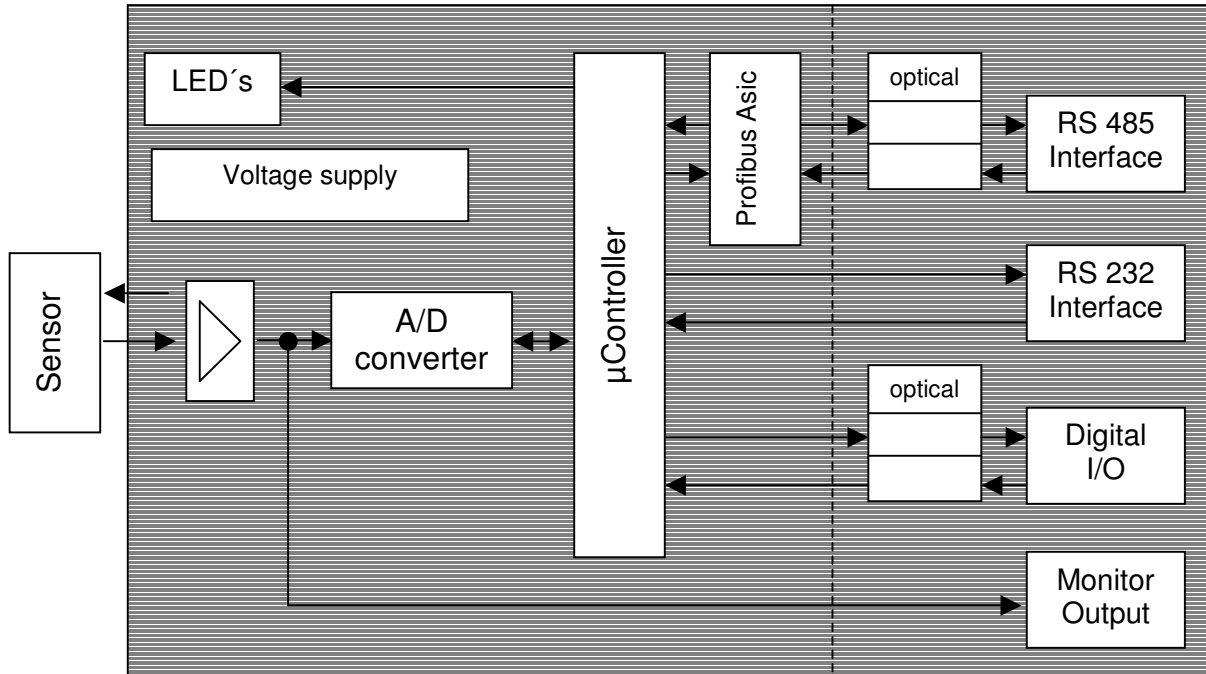 LED´s
Voltage supply
Sensor
A/D
converter
µController
Profibus Asic
optical
RS 485
Interface
RS 232
Interface
optical
Digital
I/O
Monitor
Output